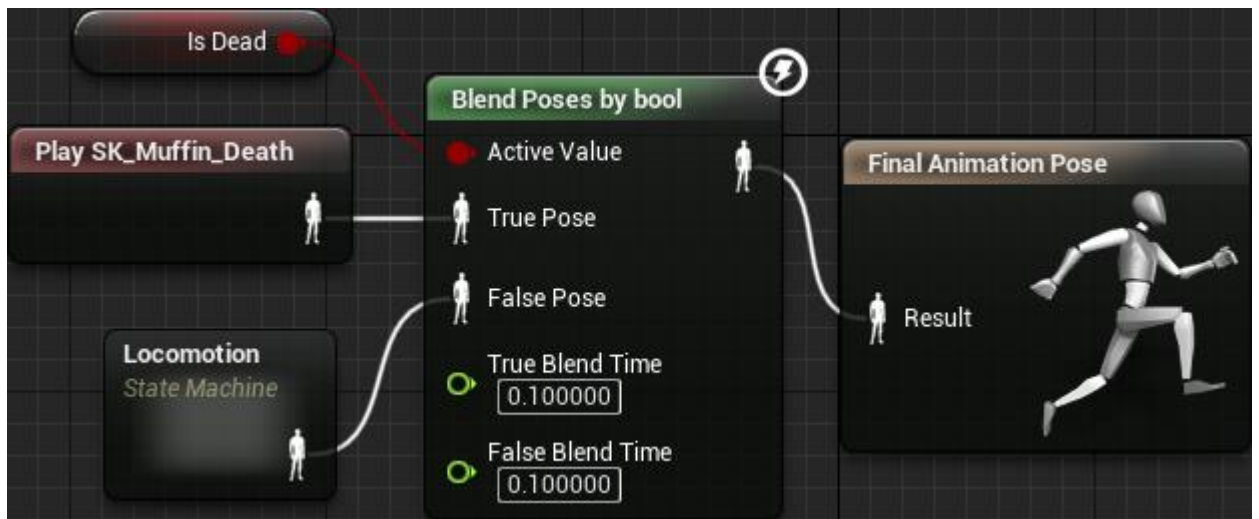 Is Dead
Play SK_Muffin_Death
Locomotion
State Machine
Blend Poses by bool
Active Value
True Pose
False Pose
True Blend Time
0.100000
False Blend Time
0.100000
Final Animation Pose
Result